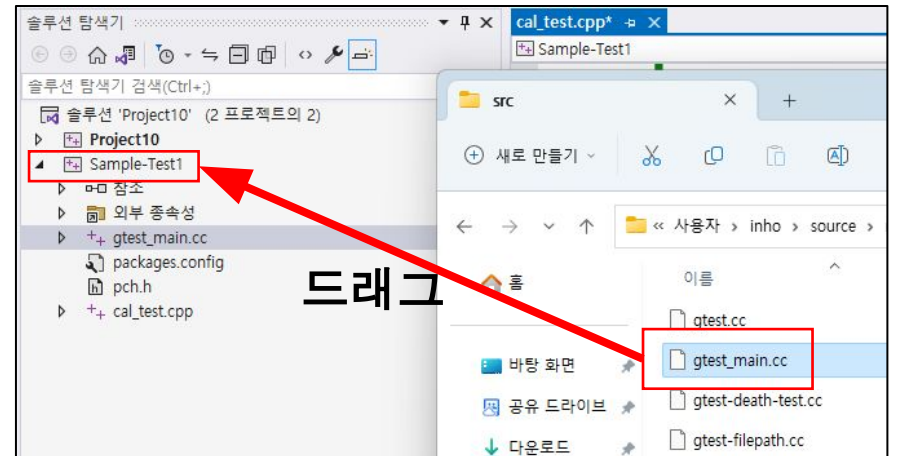 솔루션 탐색기
솔루션 탐색기 검색(Ctrl+;)
솔루션 'Project10' (2 프로젝트의 2)
Project10
Sample-Test1
참조
외부 종속성
gtest_main.cc
packages.config
pch.h
cal_test.cpp
cal_test.cpp*
Sample-Test1
드래그
src
새로 만들기
« 사용자 › inho › source ›
홈
바탕 화면
공유 드라이브
다운로드
이름
gtest.cc
gtest_main.cc
gtest-death-test.cc
gtest-filepath.cc